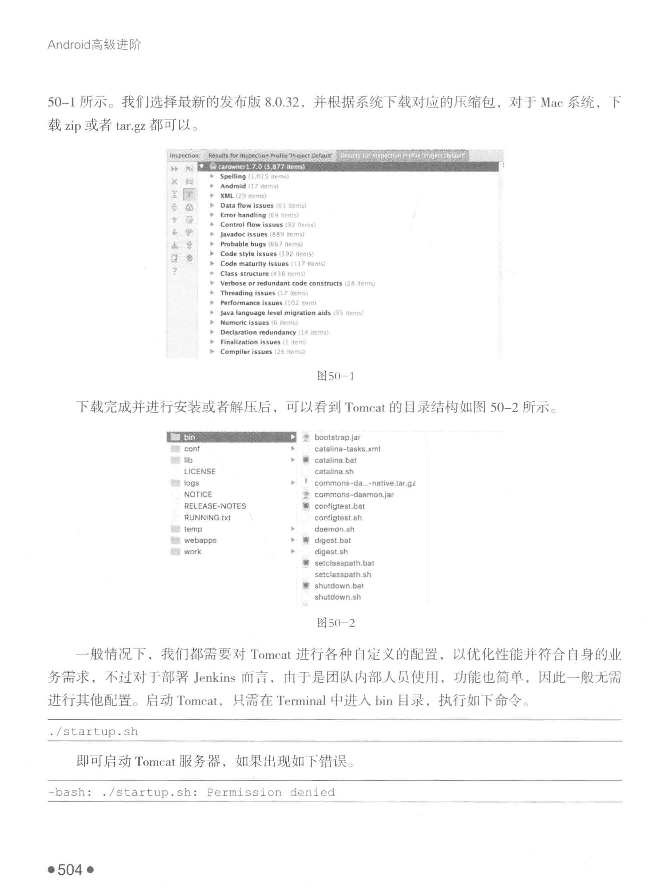 Android高级进阶
50-1 所示。我们选择最新的发布版 8.0.32，并根据系统下载对应的压缩包，对于 Mac 系统，下
载 zip 或者 tar.gz 都可以。
Inspection: Results for Inspection Profile 'Project Default' Results for Inspection Profile 'Project Default'
carowner1.7.0 (3,877 items)
Spelling (1,015 items)
Android (17 items)
XML (29 items)
Data flow issues (61 items)
Error handling (69 items)
Control flow issues (82 items)
Javadoc issues (889 items)
Probable bugs (667 items)
Code style issues (392 items)
Code maturity issues (117 items)
Class structure (438 items)
Verbose or redundant code constructs (28 items)
Threading issues (17 items)
Performance issues (102 item)
Java language level migration aids (95 items)
Numeric issues (6 items)
Declaration redundancy (14 items)
Finalization issues (1 item)
Compiler issues (26 items)
图50-1
下载完成并进行安装或者解压后，可以看到 Tomcat 的目录结构如图 50-2 所示。
bin
conf
lib
LICENSE
logs
NOTICE
RELEASE-NOTES
RUNNING.txt
temp
webapps
work
bootstrap.jar
catalina-tasks.xml
catalina.bat
catalina.sh
commons-da...-native.tar.gz
commons-daemon.jar
configtest.bat
configtest.sh
daemon.sh
digest.bat
digest.sh
setclasspath.bat
setclasspath.sh
shutdown.bat
shutdown.sh
图50-2
一般情况下，我们都需要对 Tomcat 进行各种自定义的配置，以优化性能并符合自身的业
务需求，不过对于部署 Jenkins 而言，由于是团队内部人员使用，功能也简单，因此一般无需
进行其他配置。启动 Tomcat，只需在 Terminal 中进入 bin 目录，执行如下命令。
./startup.sh
即可启动 Tomcat 服务器，如果出现如下错误。
-bash: ./startup.sh: Permission denied
●504●